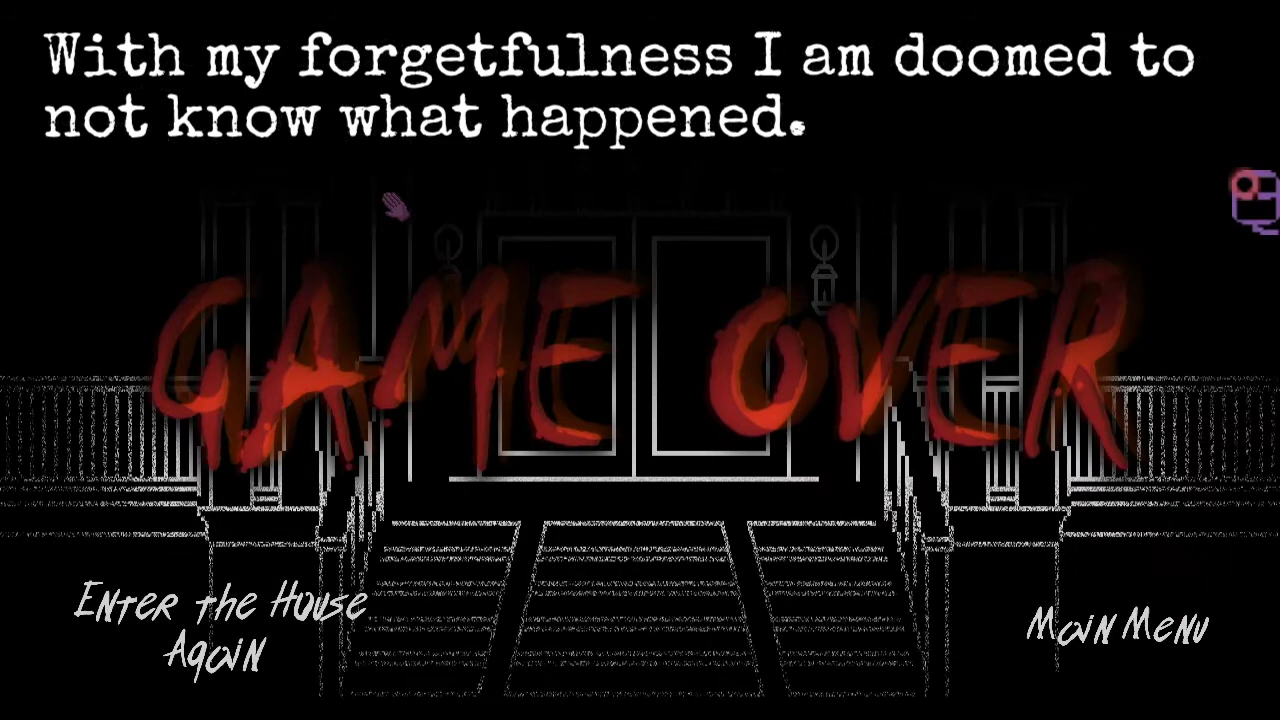 With my forgetfulness I am doomed to
not know what happened.
GAME OVER
Enter the House
Again
Main Menu